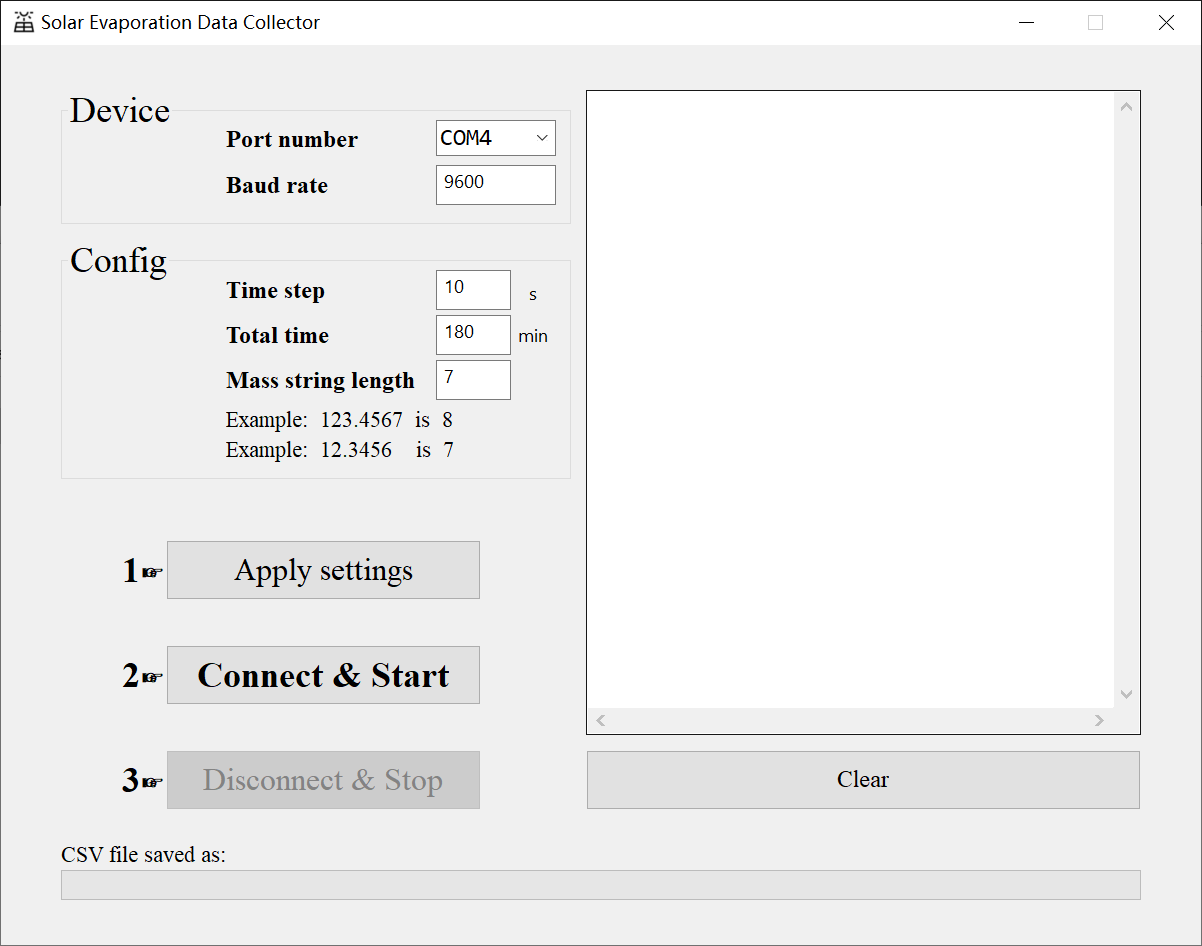 Solar Evaporation Data Collector
Device
Port number COM4
Baud rate 9600
Config
Time step 10 s
Total time 180 min
Mass string length 7
Example: 123.4567 is 8
Example: 12.3456 is 7
1☞ Apply settings
2☞ Connect & Start
3☞ Disconnect & Stop
Clear
CSV file saved as: